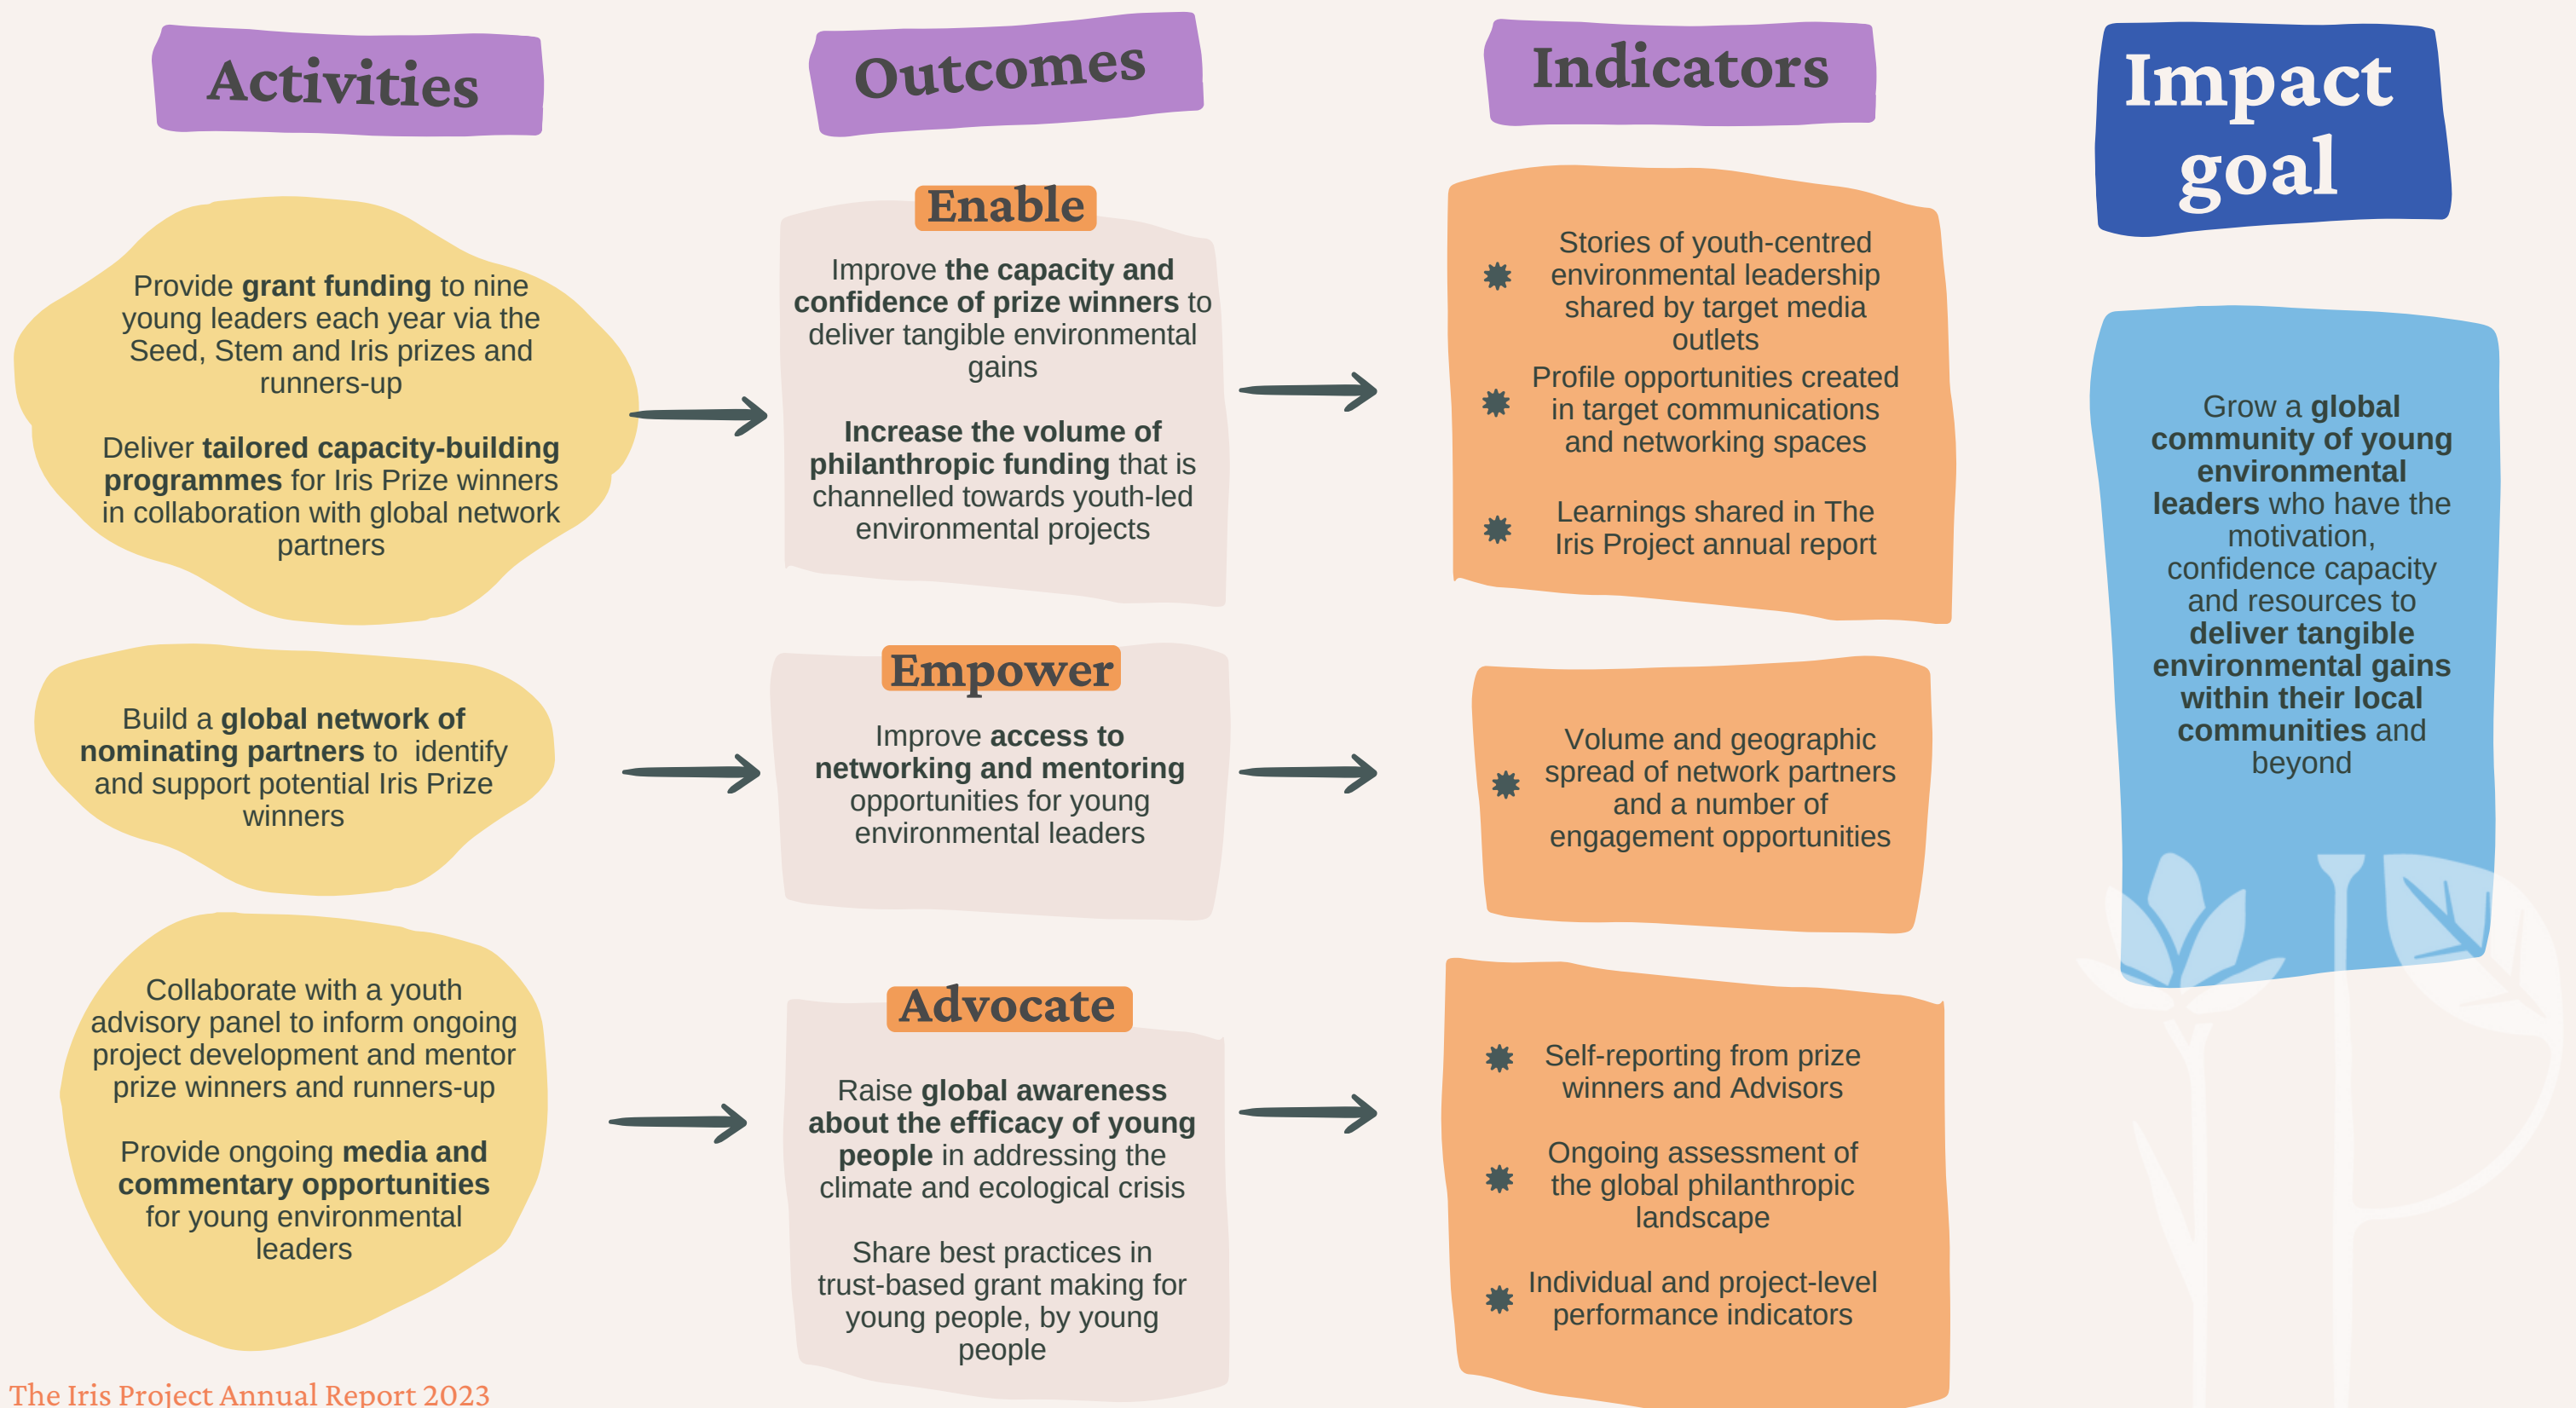 Activities
Outcomes
Indicators
Impact
goal
Provide grant funding to nine
young leaders each year via the
Seed, Stem and Iris prizes and
runners-up
Deliver tailored capacity-building
programmes for Iris Prize winners
in collaboration with global network
partners
Enable
Improve the capacity and
confidence of prize winners to
deliver tangible environmental
gains
Increase the volume of
philanthropic funding that is
channelled towards youth-led
environmental projects
Stories of youth-centred
environmental leadership
shared by target media
outlets
Profile opportunities created
in target communications
and networking spaces
Learnings shared in The
Iris Project annual report
Build a global network of
nominating partners to  identify
and support potential Iris Prize
winners
Empower
Improve access to
networking and mentoring
opportunities for young
environmental leaders
Volume and geographic
spread of network partners
and a number of
engagement opportunities
Collaborate with a youth
advisory panel to inform ongoing
project development and mentor
prize winners and runners-up
Provide ongoing media and
commentary opportunities
for young environmental
leaders
Advocate
Raise global awareness
about the efficacy of young
people in addressing the
climate and ecological crisis
Share best practices in
trust-based grant making for
young people, by young
people
Self-reporting from prize
winners and Advisors
Ongoing assessment of
the global philanthropic
landscape
Individual and project-level
performance indicators
Grow a global
community of young
environmental
leaders who have the
motivation,
confidence capacity
and resources to
deliver tangible
environmental gains
within their local
communities and
beyond
The Iris Project Annual Report 2023